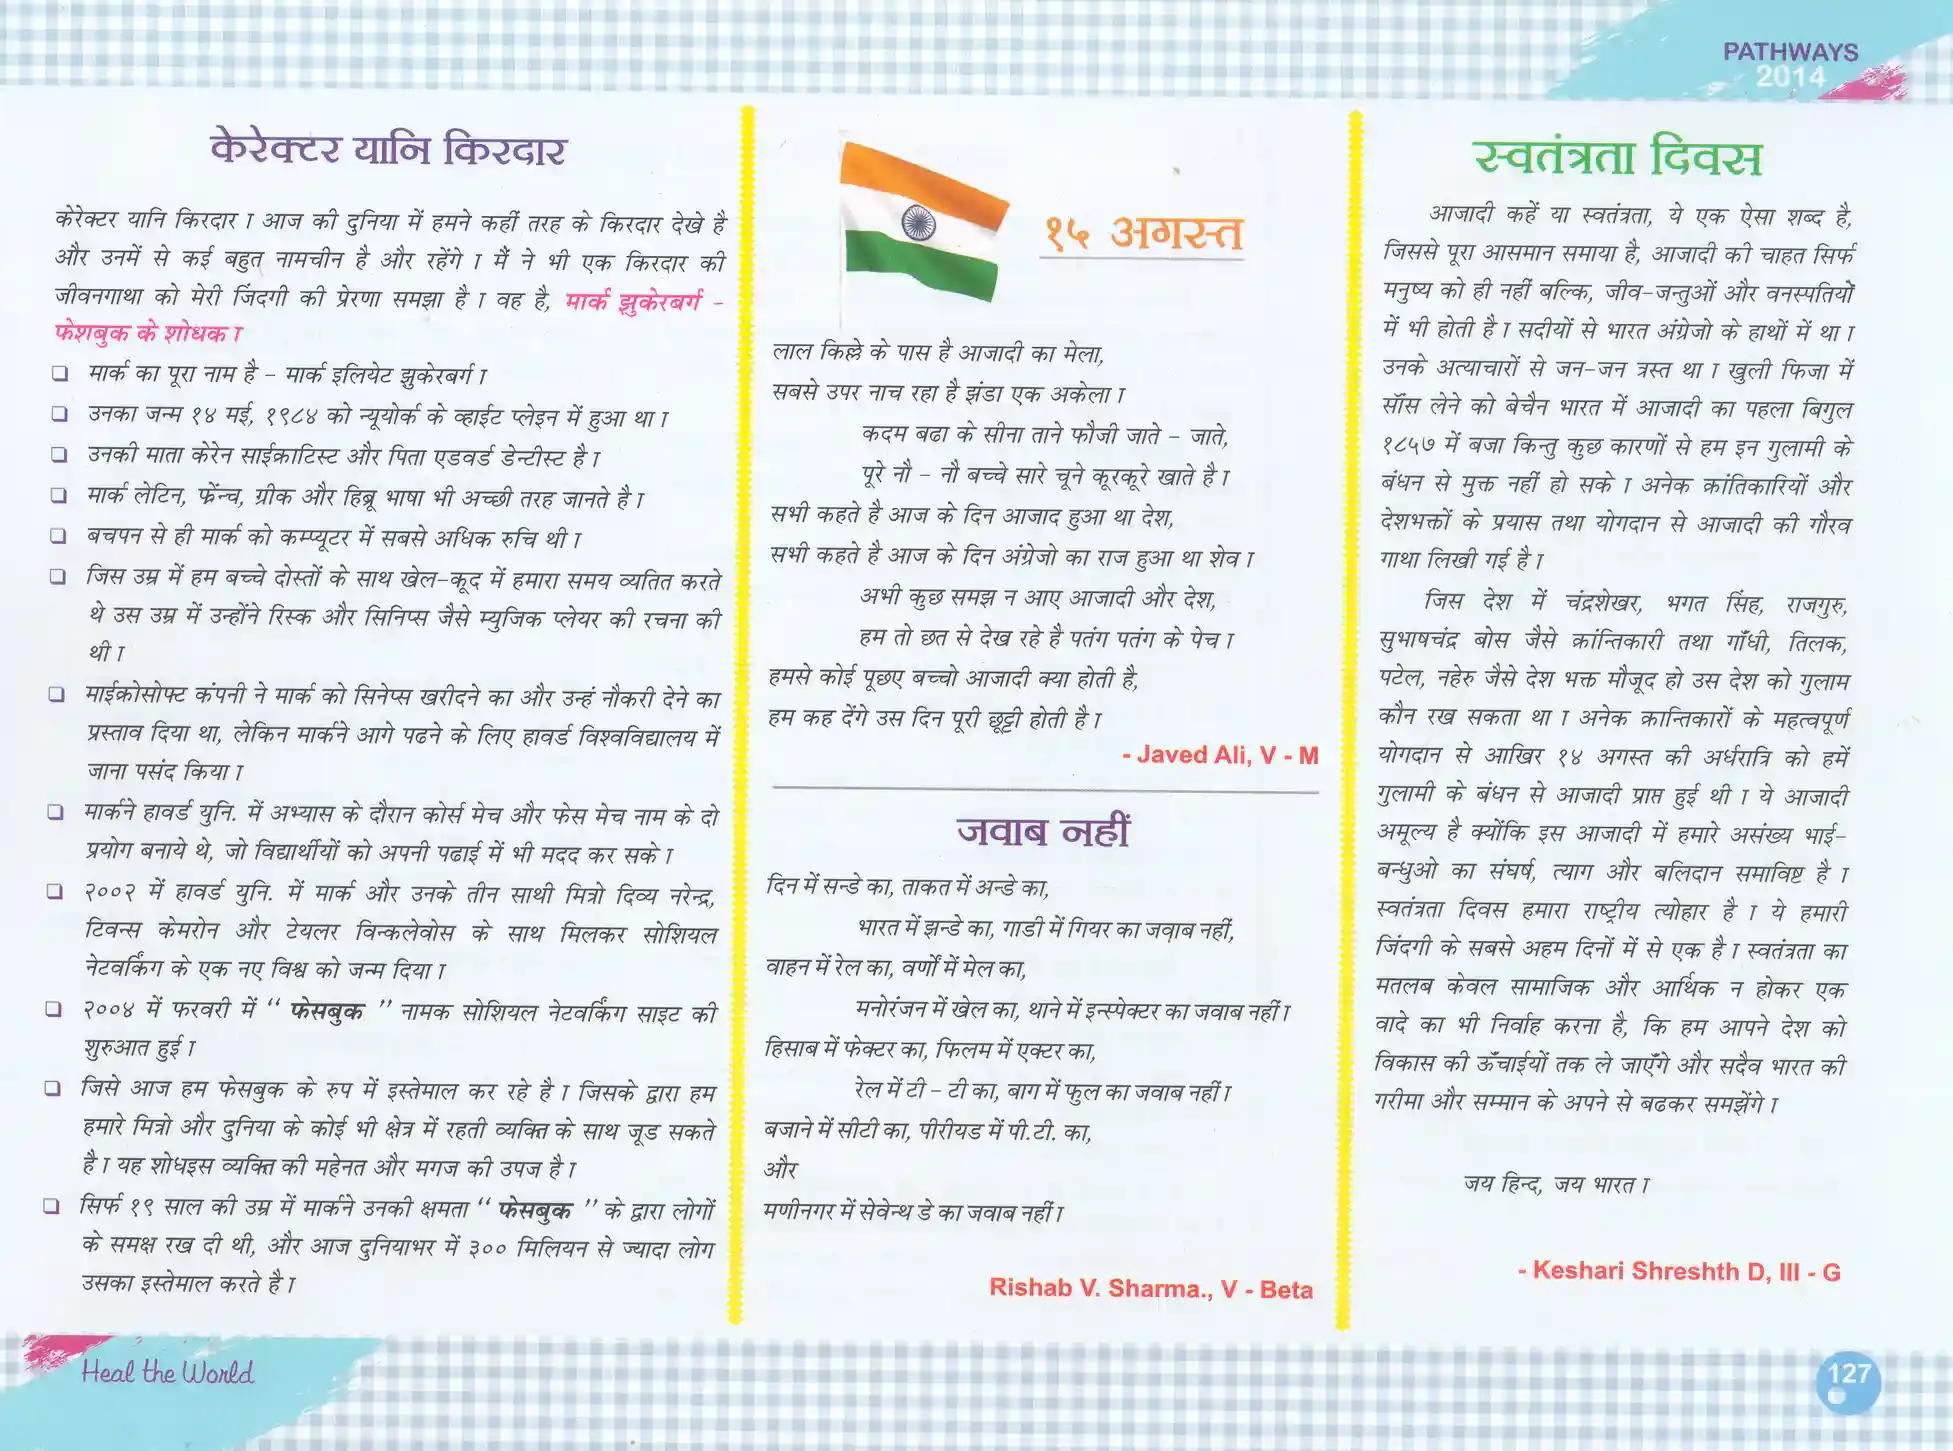 PATHWAYS
2014
केरेक्टर यानि किरदार
केरेक्टर यानि किरदार । आज की दुनिया में हमने कहीं तरह के किरदार देखे है
और उनमें से कई बहुत नामचीन है और रहेंगे । मैं ने भी एक किरदार की
जीवनगाथा को मेरी जिंदगी की प्रेरणा समझा है । वह है, मार्क झुकेरबर्ग -
फेशबुक के शोधक ।
❑ मार्क का पूरा नाम है - मार्क इलियेट झुकेरबर्ग ।
❑ उनका जन्म १४ मई, १९८४ को न्यूयोर्क के व्हाईट प्लेइन में हुआ था ।
❑ उनकी माता केरेन साईक्राटिस्ट और पिता एडवर्ड डेन्टीस्ट है ।
❑ मार्क लेटिन, फ्रेंन्च, ग्रीक और हिब्रू भाषा भी अच्छी तरह जानते है ।
❑ बचपन से ही मार्क को कम्प्यूटर में सबसे अधिक रुचि थी ।
❑ जिस उम्र में हम बच्चे दोस्तों के साथ खेल-कूद में हमारा समय व्यतित करते
थे उस उम्र में उन्होंने रिस्क और सिनिप्स जैसे म्युजिक प्लेयर की रचना की
थी ।
❑ माईक्रोसोफ्ट कंपनी ने मार्क को सिनेप्स खरीदने का और उन्हं नौकरी देने का
प्रस्ताव दिया था, लेकिन मार्कने आगे पढने के लिए हावर्ड विश्वविद्यालय में
जाना पसंद किया ।
❑ मार्कने हावर्ड युनि. में अभ्यास के दौरान कोर्स मेच और फेस मेच नाम के दो
प्रयोग बनाये थे, जो विद्यार्थीयों को अपनी पढाई में भी मदद कर सके ।
❑ २००२ में हावर्ड युनि. में मार्क और उनके तीन साथी मित्रो दिव्य नरेन्द्र,
टिवन्स केमरोन और टेयलर विन्कलेवोस के साथ मिलकर सोशियल
नेटवर्किंग के एक नए विश्व को जन्म दिया ।
❑ २००४ में फरवरी में “ फेसबुक ” नामक सोशियल नेटवर्किंग साइट की
शुरुआत हुई ।
❑ जिसे आज हम फेसबुक के रुप में इस्तेमाल कर रहे है । जिसके द्वारा हम
हमारे मित्रो और दुनिया के कोई भी क्षेत्र में रहती व्यक्ति के साथ जूड सकते
है । यह शोधइस व्यक्ति की महेनत और मगज की उपज है ।
❑ सिर्फ १९ साल की उम्र में मार्कने उनकी क्षमता “ फेसबुक ” के द्वारा लोगों
के समक्ष रख दी थी, और आज दुनियाभर में ३०० मिलियन से ज्यादा लोग
उसका इस्तेमाल करते है ।
१५ अगस्त
लाल किल्ले के पास है आजादी का मेला,
सबसे उपर नाच रहा है झंडा एक अकेला ।
कदम बढा के सीना ताने फौजी जाते - जाते,
पूरे नौ - नौ बच्चे सारे चूने कूरकूरे खाते है ।
सभी कहते है आज के दिन आजाद हुआ था देश,
सभी कहते है आज के दिन अंग्रेजो का राज हुआ था शेव ।
अभी कुछ समझ न आए आजादी और देश,
हम तो छत से देख रहे है पतंग पतंग के पेच ।
हमसे कोई पूछए बच्चो आजादी क्या होती है,
हम कह देंगे उस दिन पूरी छूट्टी होती है ।
- Javed Ali, V - M
जवाब नहीं
दिन में सन्डे का, ताकत में अन्डे का,
भारत में झन्डे का, गाडी में गियर का जवाब नहीं,
वाहन में रेल का, वर्णों में मेल का,
मनोरंजन में खेल का, थाने में इन्स्पेक्टर का जवाब नहीं ।
हिसाब में फेक्टर का, फिलम में एक्टर का,
रेल में टी - टी का, बाग में फुल का जवाब नहीं ।
बजाने में सीटी का, पीरीयड में पी.टी. का,
और
मणीनगर में सेवेन्थ डे का जवाब नहीं ।
Rishab V. Sharma., V - Beta
स्वतंत्रता दिवस
आजादी कहें या स्वतंत्रता, ये एक ऐसा शब्द है,
जिससे पूरा आसमान समाया है, आजादी की चाहत सिर्फ
मनुष्य को ही नहीं बल्कि, जीव-जन्तुओं और वनस्पतियों
में भी होती है । सदीयों से भारत अंग्रेजो के हाथों में था ।
उनके अत्याचारों से जन-जन त्रस्त था । खुली फिजा में
साँस लेने को बेचैन भारत में आजादी का पहला बिगुल
१८५७ में बजा किन्तु कुछ कारणों से हम इन गुलामी के
बंधन से मुक्त नहीं हो सके । अनेक क्रांतिकारियों और
देशभक्तों के प्रयास तथा योगदान से आजादी की गौरव
गाथा लिखी गई है ।
जिस देश में चंद्रशेखर, भगत सिंह, राजगुरु,
सुभाषचंद्र बोस जैसे क्रांन्तिकारी तथा गाँधी, तिलक,
पटेल, नहेरु जैसे देश भक्त मौजूद हो उस देश को गुलाम
कौन रख सकता था । अनेक क्रान्तिकारों के महत्वपूर्ण
योगदान से आखिर १४ अगस्त की अर्धरात्रि को हमें
गुलामी के बंधन से आजादी प्राप्त हुई थी । ये आजादी
अमूल्य है क्योंकि इस आजादी में हमारे असंख्य भाई-
बन्धुओ का संघर्ष, त्याग और बलिदान समाविष्ट है ।
स्वतंत्रता दिवस हमारा राष्ट्रीय त्योहार है । ये हमारी
जिंदगी के सबसे अहम दिनों में से एक है । स्वतंत्रता का
मतलब केवल सामाजिक और आर्थिक न होकर एक
वादे का भी निर्वाह करना है, कि हम आपने देश को
विकास की ऊँचाईयों तक ले जाएँगे और सदैव भारत की
गरीमा और सम्मान के अपने से बढकर समझेंगे ।
जय हिन्द, जय भारत ।
- Keshari Shreshth D, III - G
Heal the World
127